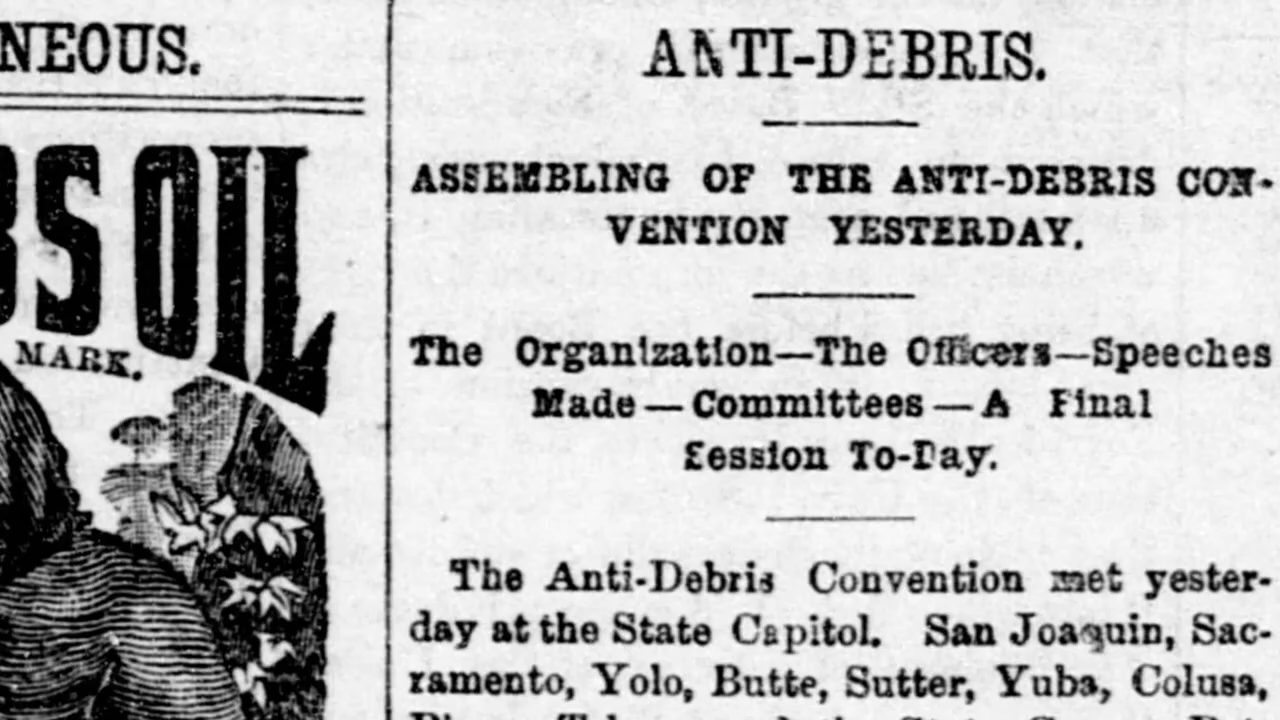 NEOUS.
BS OIL
MARK.
ANTI-DEBRIS.
ASSEMBLING OF THE ANTI-DEBRIS CON-
VENTION YESTERDAY.
The Organization—The Officers—Speeches
Made — Committees — A Final
Session To-Day.
The Anti-Debris Convention met yester-
day at the State Capitol. San Joaquin, Sac-
ramento, Yolo, Butte, Sutter, Yuba, Colusa,